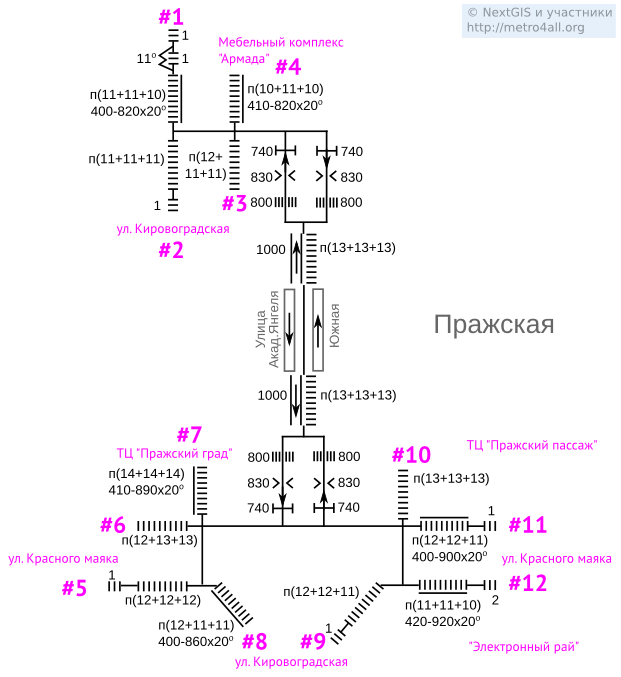 © NextGIS и участники
http://metro4all.org
#1
1
11°
1
п(11+11+10)
400-820x20°
Мебельный комплекс
"Армада"
#4
п(10+11+10)
410-820x20°
п(11+11+11)
п(12+
11+11)
1
#3
ул. Кировоградская
#2
740
740
830
830
800
800
1000
п(13+13+13)
Улица
Акад.Янгеля
Южная
Пражская
1000
п(13+13+13)
#7
ТЦ "Пражский град"
п(14+14+14)
410-890x20°
800
800
830
830
740
740
#10
п(13+13+13)
ТЦ "Пражский пассаж"
#6
п(12+13+13)
1
#11
п(12+12+11)
400-900x20°
ул. Красного маяка
ул. Красного маяка
#5
1
п(12+12+12)
п(12+11+11)
400-860x20°
#8
ул. Кировоградская
п(12+12+11)
#9
1
#12
2
п(11+11+10)
420-920x20°
"Электронный рай"